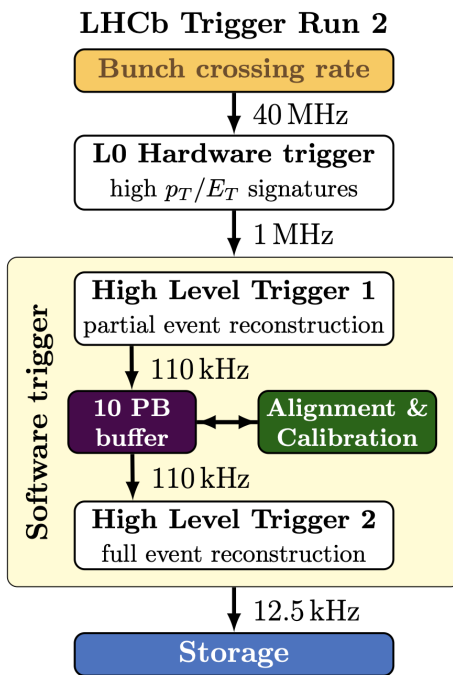 LHCb Trigger Run 2
Bunch crossing rate
40 MHz
L0 Hardware trigger
high p_T/E_T signatures
1 MHz
Software trigger
High Level Trigger 1
partial event reconstruction
110 kHz
10 PB
buffer
Alignment &
Calibration
110 kHz
High Level Trigger 2
full event reconstruction
12.5 kHz
Storage